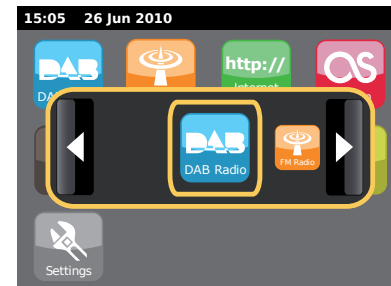 15:05 26 Jun 2010
DAB
http://
DAB
DAB Radio
FM Radio
Settings